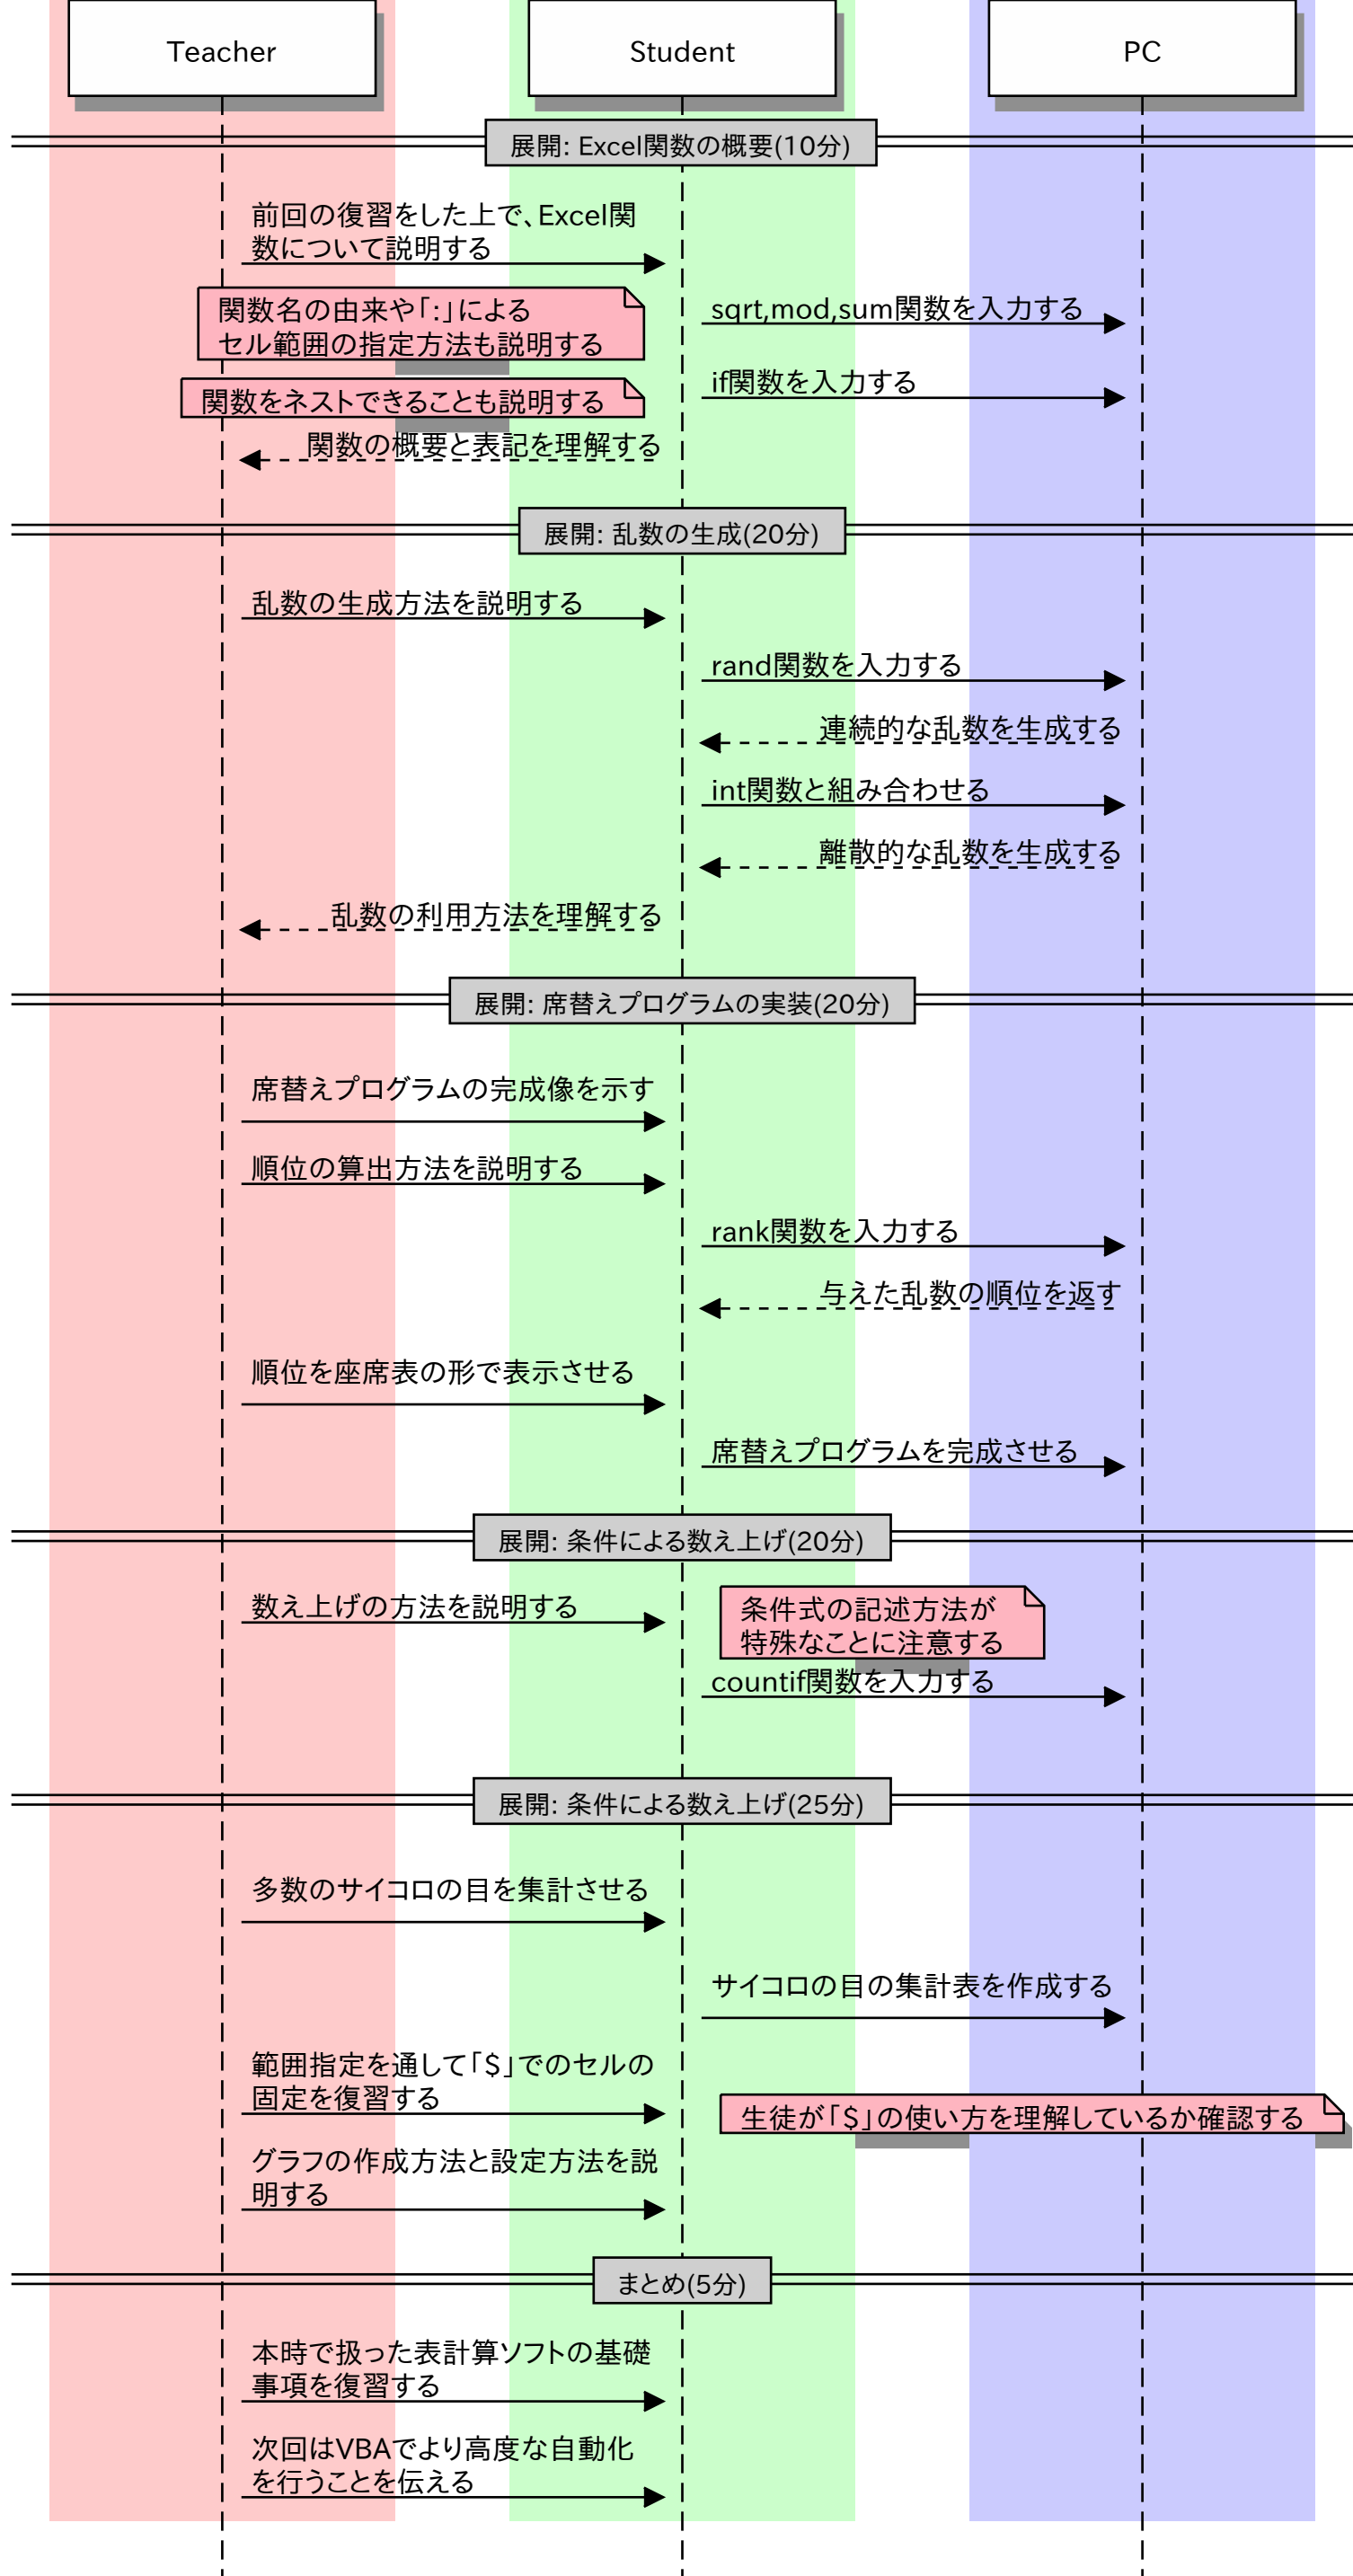 Teacher
Student
PC
展開: Excel関数の概要(10分)
前回の復習をした上で、Excel関
数について説明する
関数名の由来や「:」による
セル範囲の指定方法も説明する
sqrt,mod,sum関数を入力する
関数をネストできることも説明する
if関数を入力する
関数の概要と表記を理解する
展開: 乱数の生成(20分)
乱数の生成方法を説明する
rand関数を入力する
連続的な乱数を生成する
int関数と組み合わせる
離散的な乱数を生成する
乱数の利用方法を理解する
展開: 席替えプログラムの実装(20分)
席替えプログラムの完成像を示す
順位の算出方法を説明する
rank関数を入力する
与えた乱数の順位を返す
順位を座席表の形で表示させる
席替えプログラムを完成させる
展開: 条件による数え上げ(20分)
数え上げの方法を説明する
条件式の記述方法が
特殊なことに注意する
countif関数を入力する
展開: 条件による数え上げ(25分)
多数のサイコロの目を集計させる
サイコロの目の集計表を作成する
範囲指定を通して「$」でのセルの
固定を復習する
生徒が「$」の使い方を理解しているか確認する
グラフの作成方法と設定方法を説
明する
まとめ(5分)
本時で扱った表計算ソフトの基礎
事項を復習する
次回はVBAでより高度な自動化
を行うことを伝える